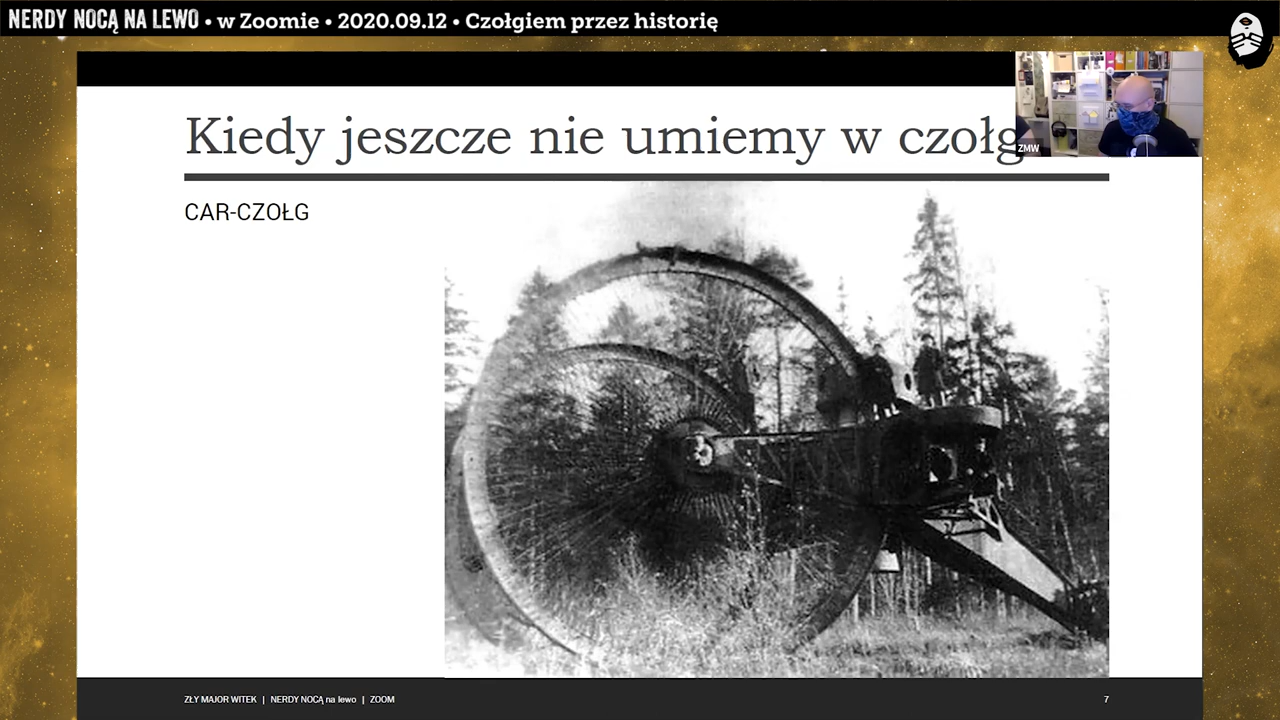 NERDY NOCĄ NA LEWO • w Zoomie • 2020.09.12 • Czołgiem przez historię
Kiedy jeszcze nie umiemy w czołg
ZMW
CAR-CZOŁG
ZŁY MAJOR WITEK | NERDY NOCĄ na lewo | ZOOM
7